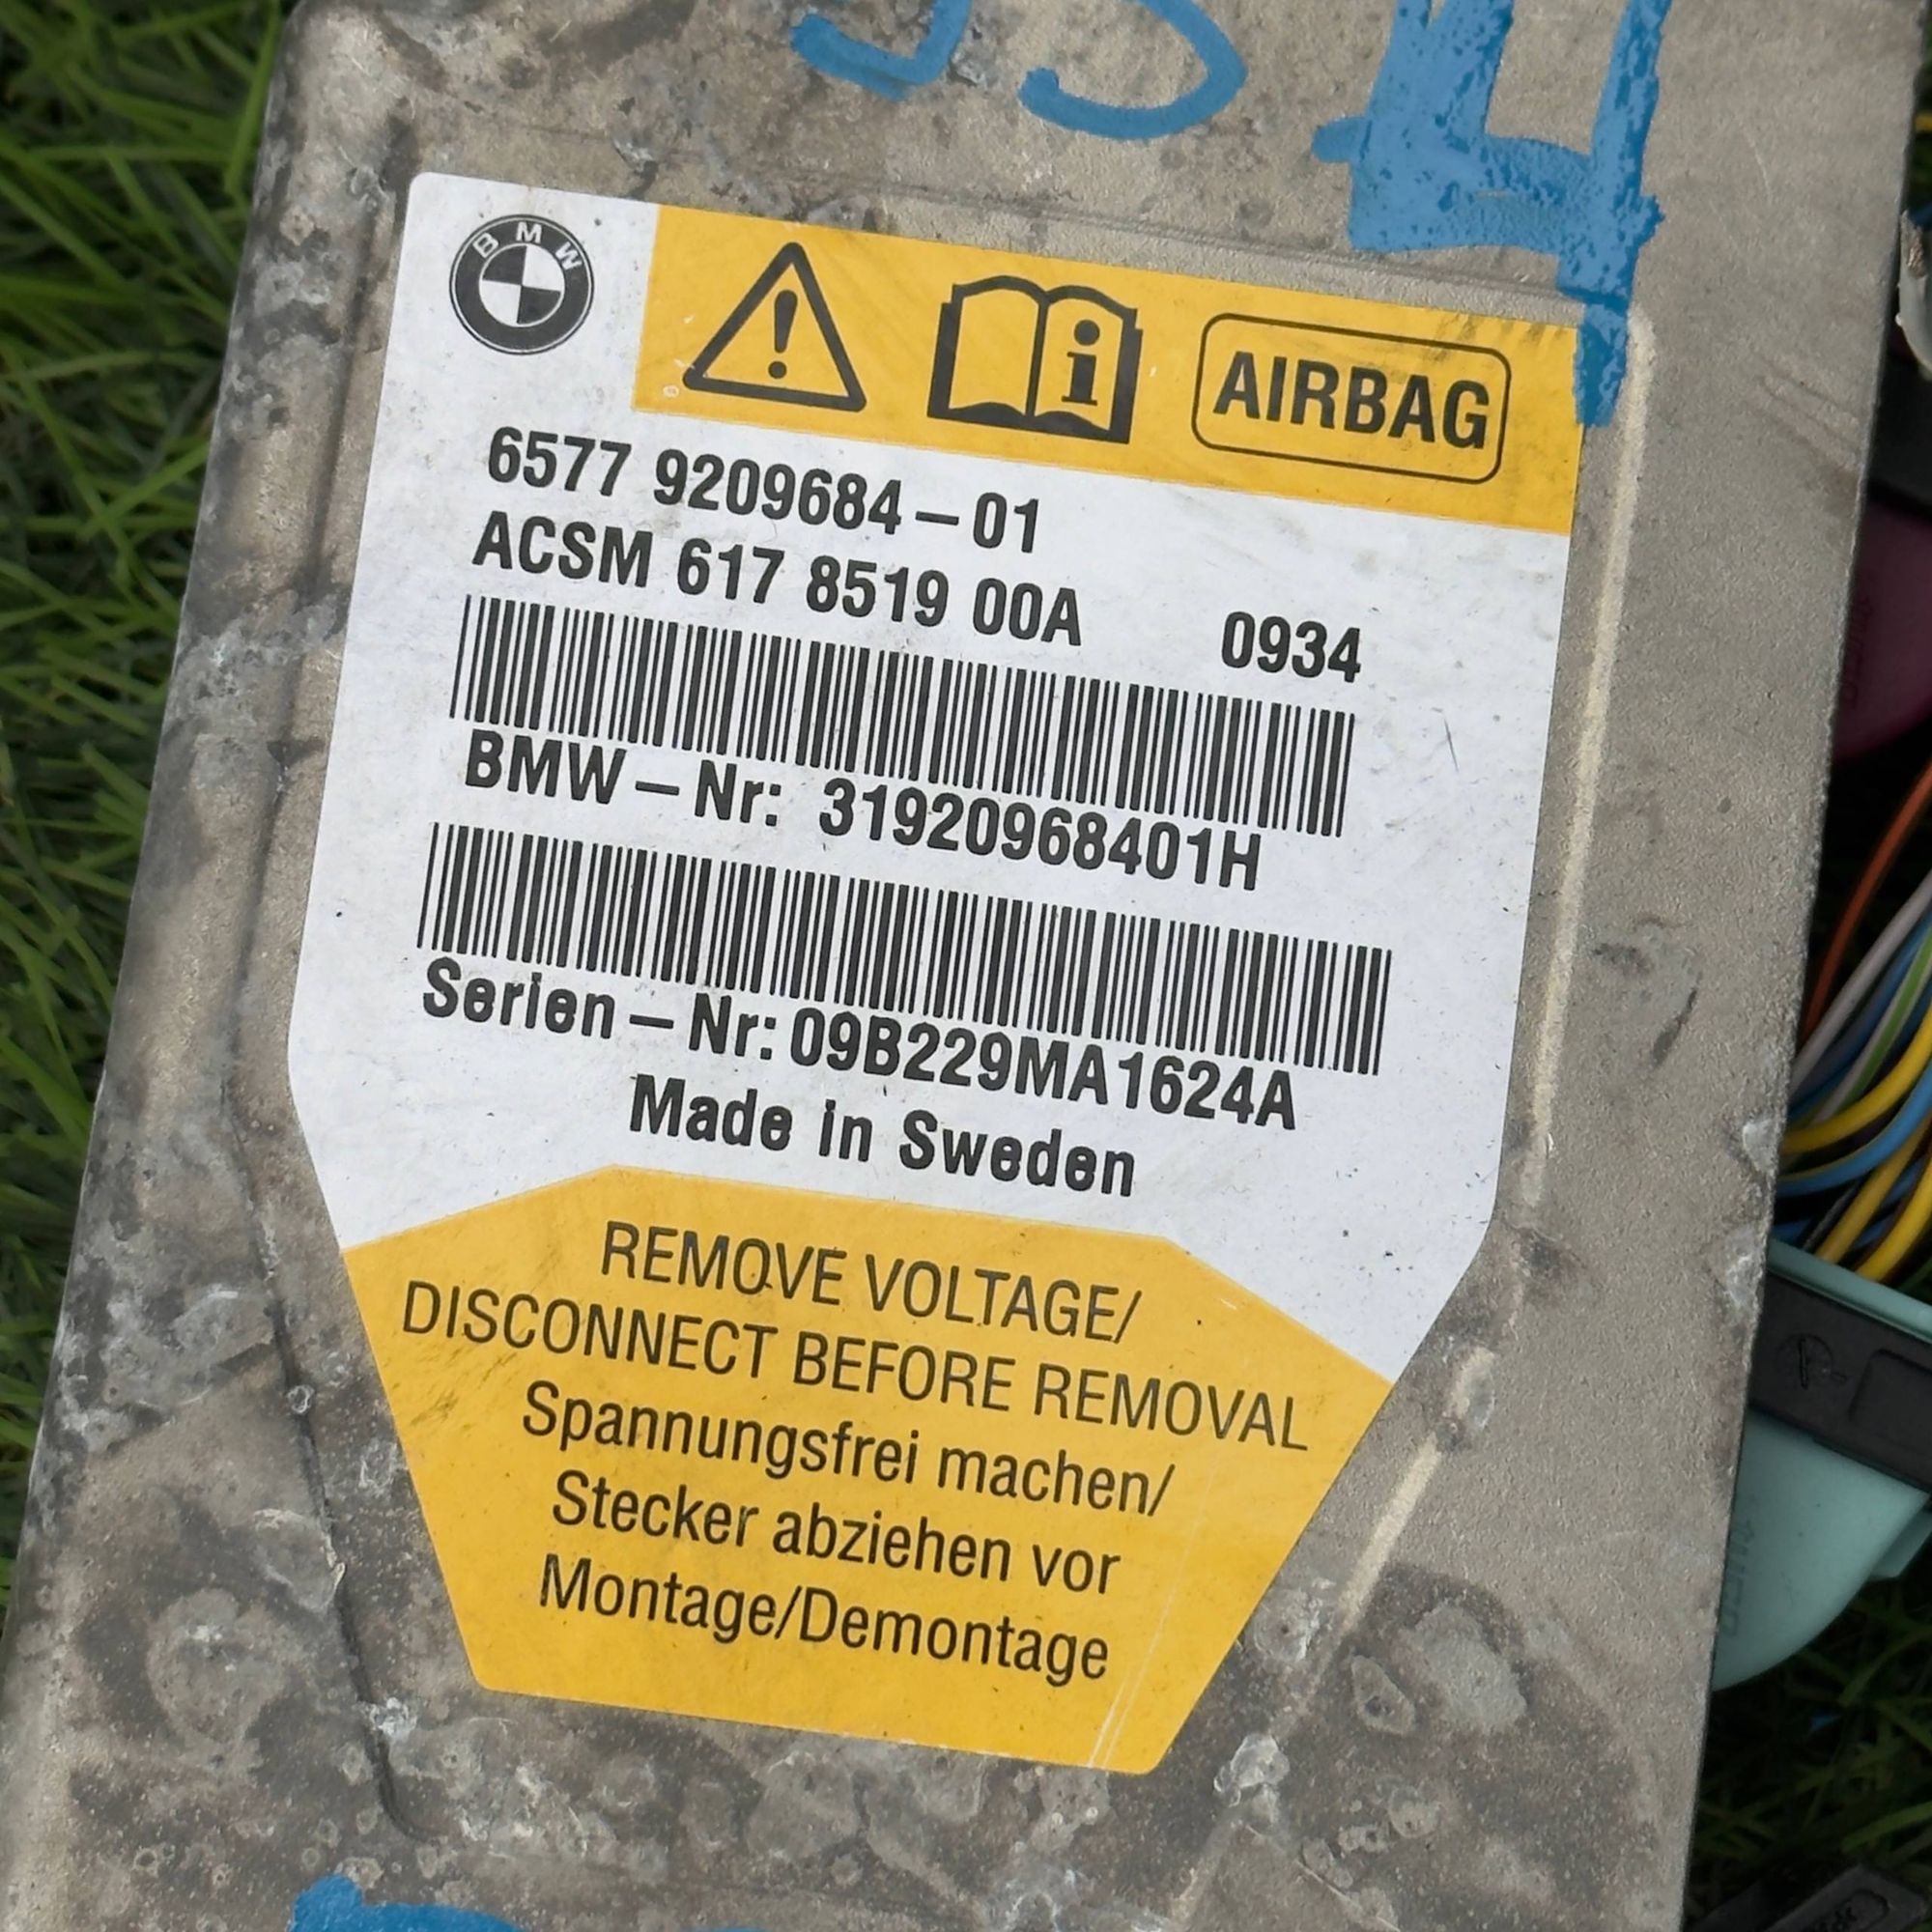 BMW
AIRBAG
6577 9209684-01
ACSM 617 8519 00A 0934
BMW-Nr: 31920968401H
Serien-Nr: 09B229MA1624A
Made in Sweden
REMOVE VOLTAGE/
DISCONNECT BEFORE REMOVAL
Spannungsfrei machen/
Stecker abziehen vor
Montage/Demontage